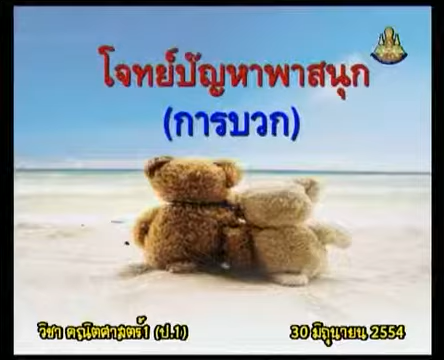 โจทย์ปัญหาพาสนุก
(การบวก)
วิชา คณิตศาสตร์1 (ป.1)
30 มิถุนายน 2554